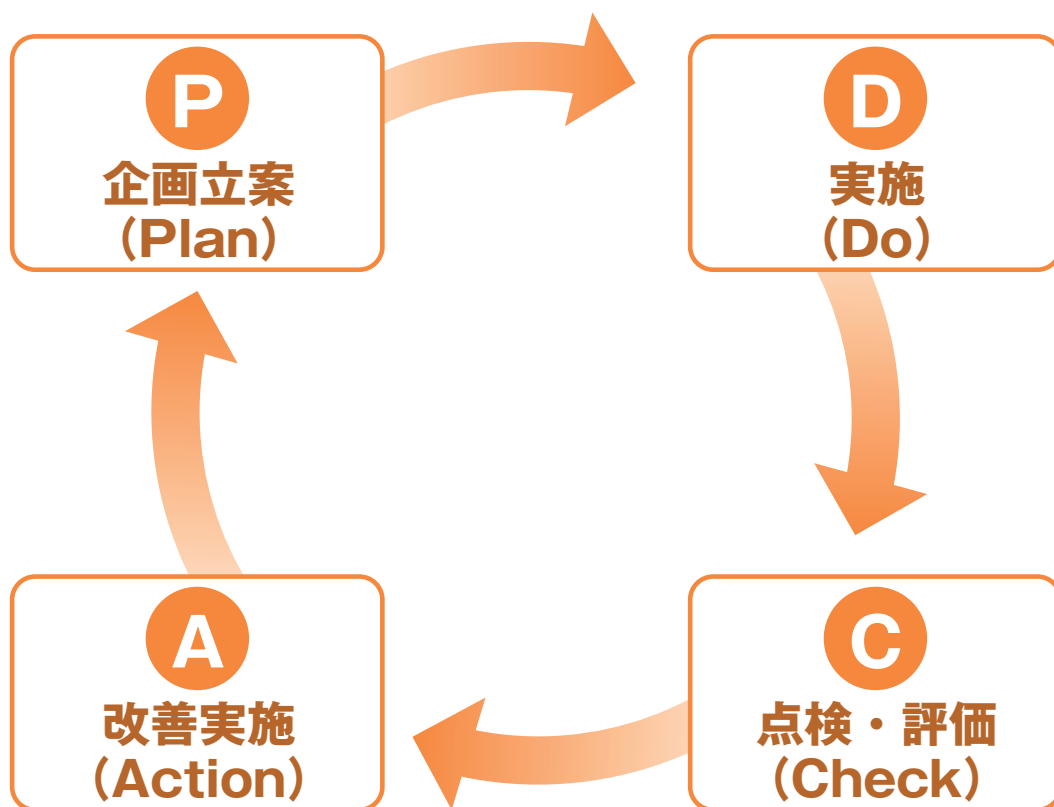 P
企画立案
（Plan）
D
実施
（Do）
A
改善実施
（Action）
C
点検・評価
（Check）